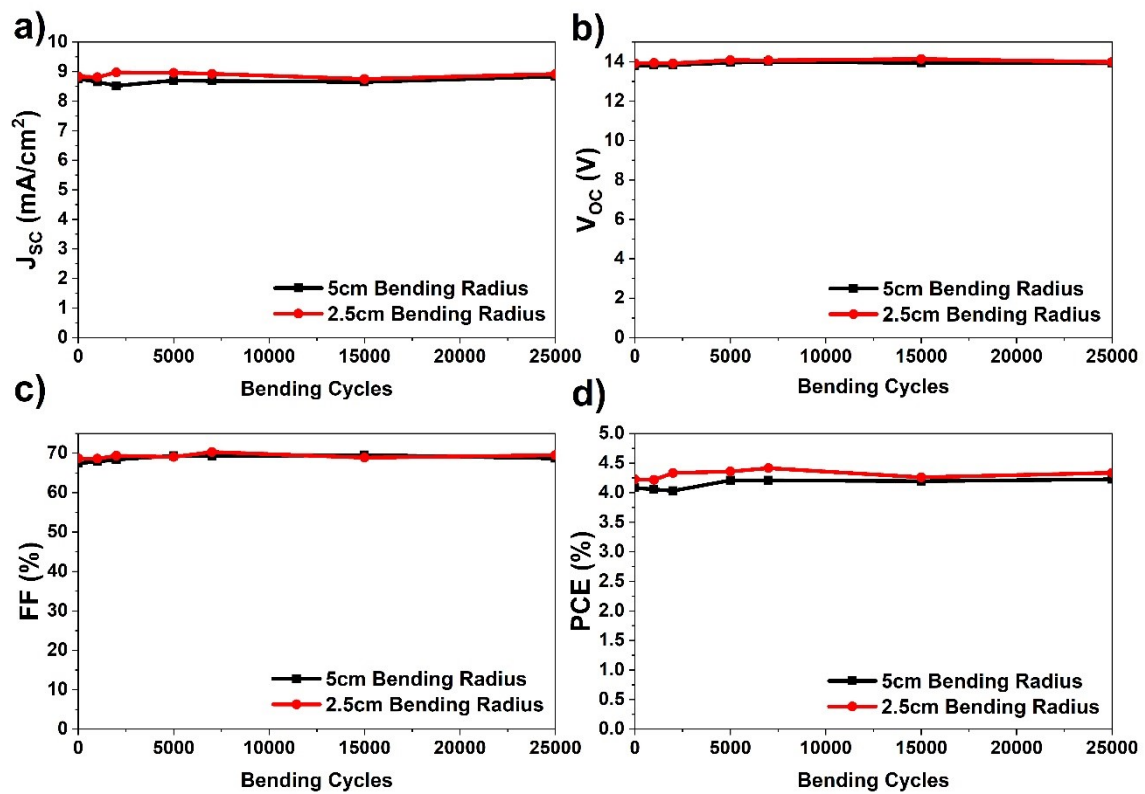 a)
10
9
8
7
6
5
4
3
2
1
0
J_SC (mA/cm²)
0 5000 10000 15000 20000 25000
Bending Cycles
5cm Bending Radius
2.5cm Bending Radius
b)
14
12
10
8
6
4
2
0
V_OC (V)
0 5000 10000 15000 20000 25000
Bending Cycles
5cm Bending Radius
2.5cm Bending Radius
c)
70
60
50
40
30
20
10
0
FF (%)
0 5000 10000 15000 20000 25000
Bending Cycles
5cm Bending Radius
2.5cm Bending Radius
d)
5.0
4.5
4.0
3.5
3.0
2.5
2.0
1.5
1.0
0.5
0.0
PCE (%)
0 5000 10000 15000 20000 25000
Bending Cycles
5cm Bending Radius
2.5cm Bending Radius